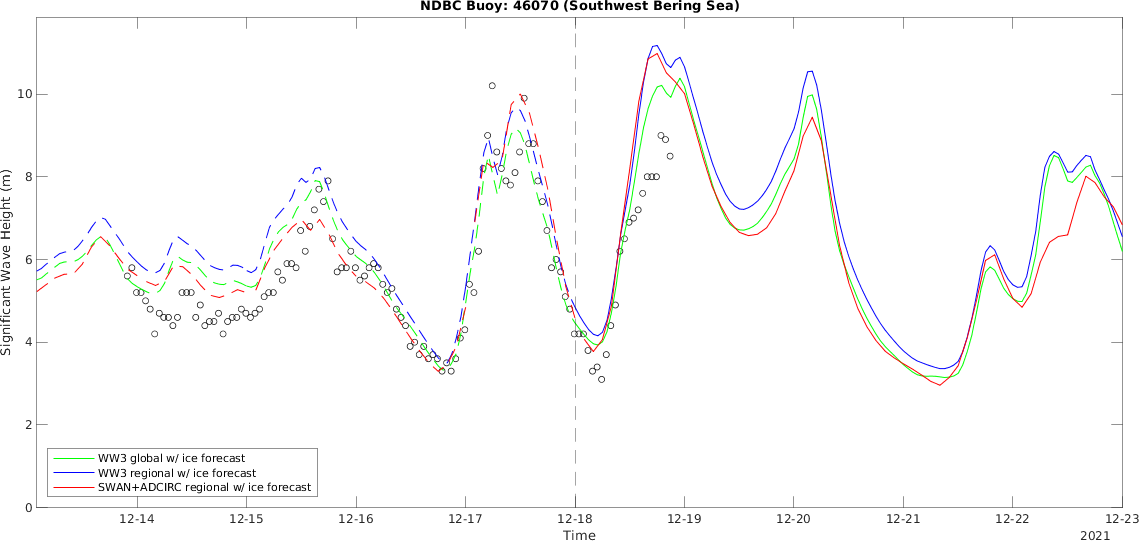 NDBC Buoy: 46070 (Southwest Bering Sea)
Significant Wave Height (m)
10
8
6
4
2
0
WW3 global w/ ice forecast
WW3 regional w/ ice forecast
SWAN+ADCIRC regional w/ ice forecast
12-14 12-15 12-16 12-17 12-18 12-19 12-20 12-21 12-22 12-23
Time
2021